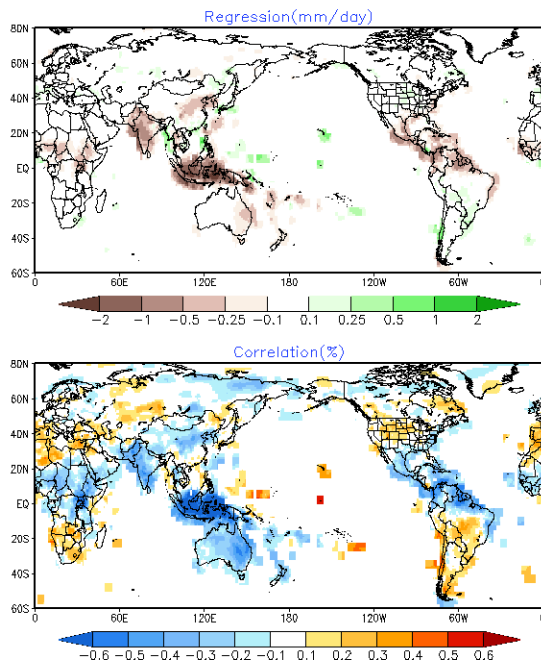 Regression(mm/day)
80N
60N
40N
20N
EQ
20S
40S
60S
0 60E 120E 180 120W 60W 0
-2 -1 -0.5 -0.25 -0.1 0.1 0.25 0.5 1 2
Correlation(%)
80N
60N
40N
20N
EQ
20S
40S
60S
0 60E 120E 180 120W 60W 0
-0.6 -0.5 -0.4 -0.3 -0.2 -0.1 0.1 0.2 0.3 0.4 0.5 0.6